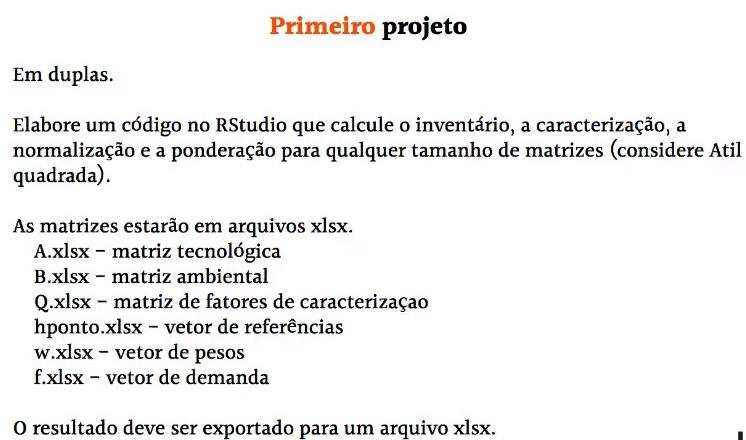 Primeiro projeto
Em duplas.
Elabore um código no RStudio que calcule o inventário, a caracterização, a
normalização e a ponderação para qualquer tamanho de matrizes (considere Atil
quadrada).
As matrizes estarão em arquivos xlsx.
A.xlsx – matriz tecnológica
B.xlsx – matriz ambiental
Q.xlsx – matriz de fatores de caracterizaçao
hponto.xlsx – vetor de referências
w.xlsx – vetor de pesos
f.xlsx – vetor de demanda
O resultado deve ser exportado para um arquivo xlsx.